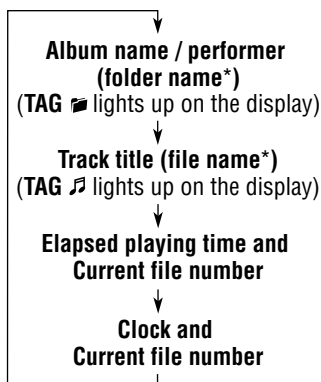 Album name / performer
(folder name*)
(TAG lights up on the display)
Track title (file name*)
(TAG lights up on the display)
Elapsed playing time and
Current file number
Clock and
Current file number